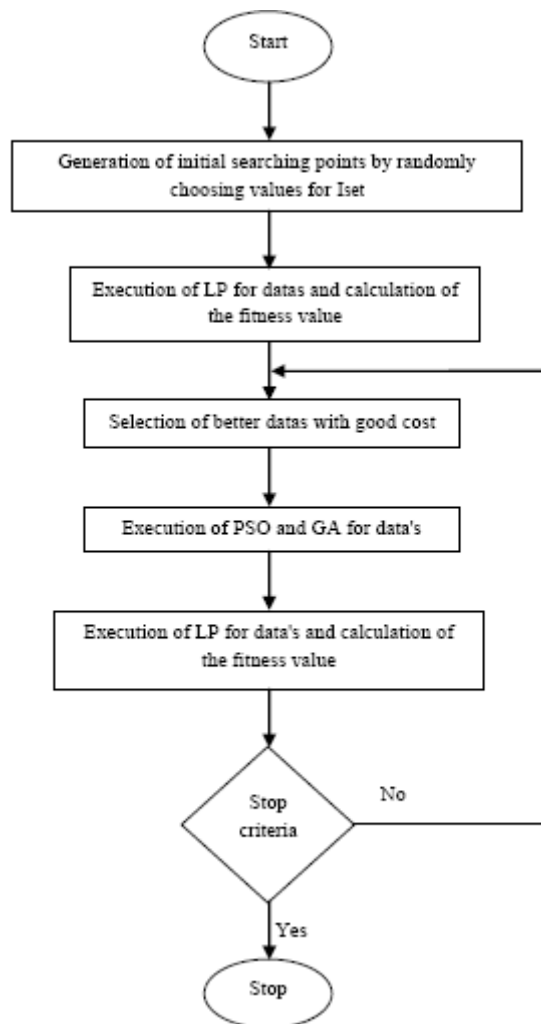 Start
Generation of initial searching points by randomly
choosing values for Iset
Execution of LP for datas and calculation of
the fitness value
Selection of better datas with good cost
Execution of PSO and GA for data's
Execution of LP for data's and calculation of
the fitness value
Stop
criteria
No
Yes
Stop